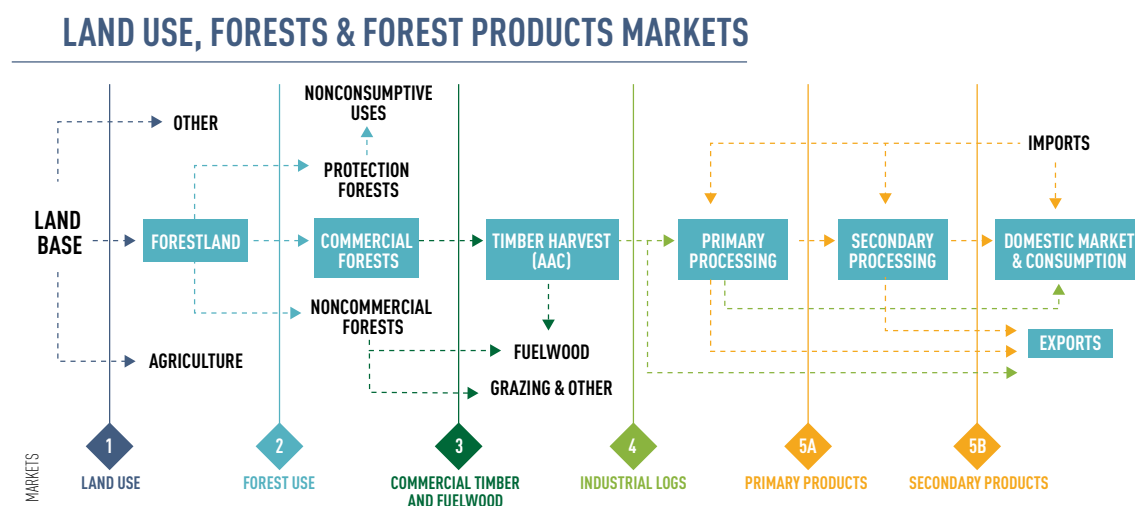 LAND USE, FORESTS & FOREST PRODUCTS MARKETS
NONCONSUMPTIVE
USES
OTHER
IMPORTS
PROTECTION
FORESTS
LAND
BASE
FORESTLAND
COMMERCIAL
FORESTS
TIMBER HARVEST
(AAC)
PRIMARY
PROCESSING
SECONDARY
PROCESSING
DOMESTIC MARKET
& CONSUMPTION
NONCOMMERCIAL
FORESTS
EXPORTS
FUELWOOD
AGRICULTURE
GRAZING & OTHER
1
2
3
4
5A
5B
MARKETS
LAND USE
FOREST USE
COMMERCIAL TIMBER
AND FUELWOOD
INDUSTRIAL LOGS
PRIMARY PRODUCTS
SECONDARY PRODUCTS